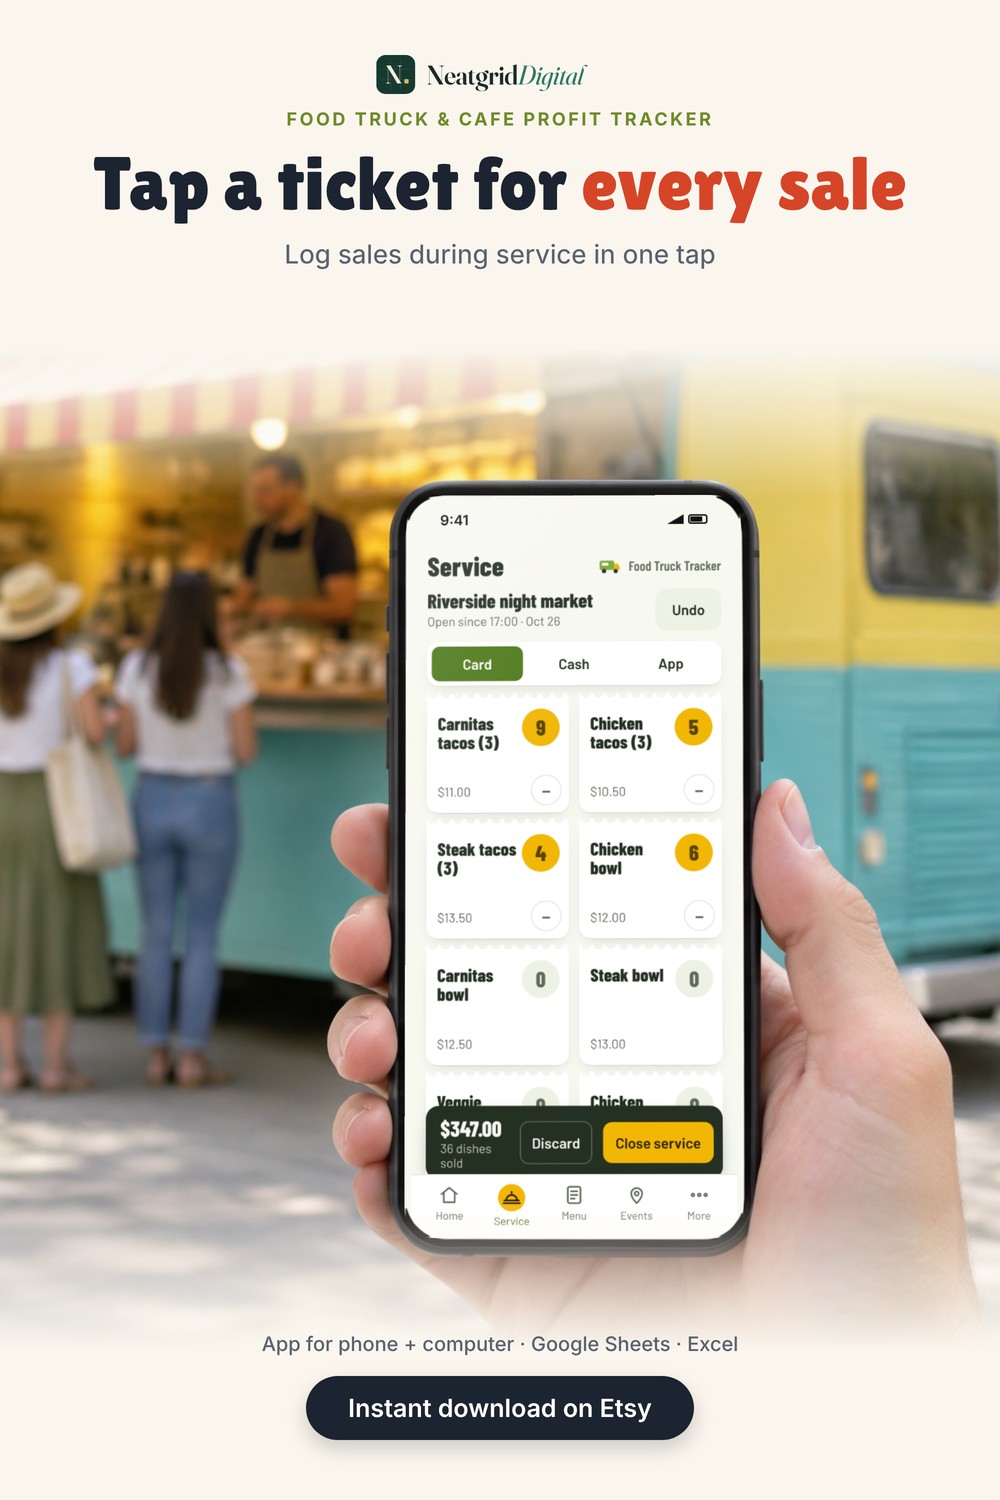 N.
NeatgridDigital
FOOD TRUCK & CAFE PROFIT TRACKER
Tap a ticket for every sale
Log sales during service in one tap
9:41
Service
Food Truck Tracker
Riverside night market
Open since 17:00 · Oct 26
Undo
Card
Cash
App
Carnitas
tacos (3)
9
$11.00
–
Chicken
tacos (3)
5
$10.50
–
Steak tacos
(3)
4
$13.50
–
Chicken
bowl
6
$12.00
–
Carnitas
bowl
0
$12.50
Steak bowl
0
$13.00
Veggie
0
Chicken
0
$347.00
36 dishes
sold
Discard
Close service
Home
Service
Menu
Events
More
App for phone + computer · Google Sheets · Excel
Instant download on Etsy